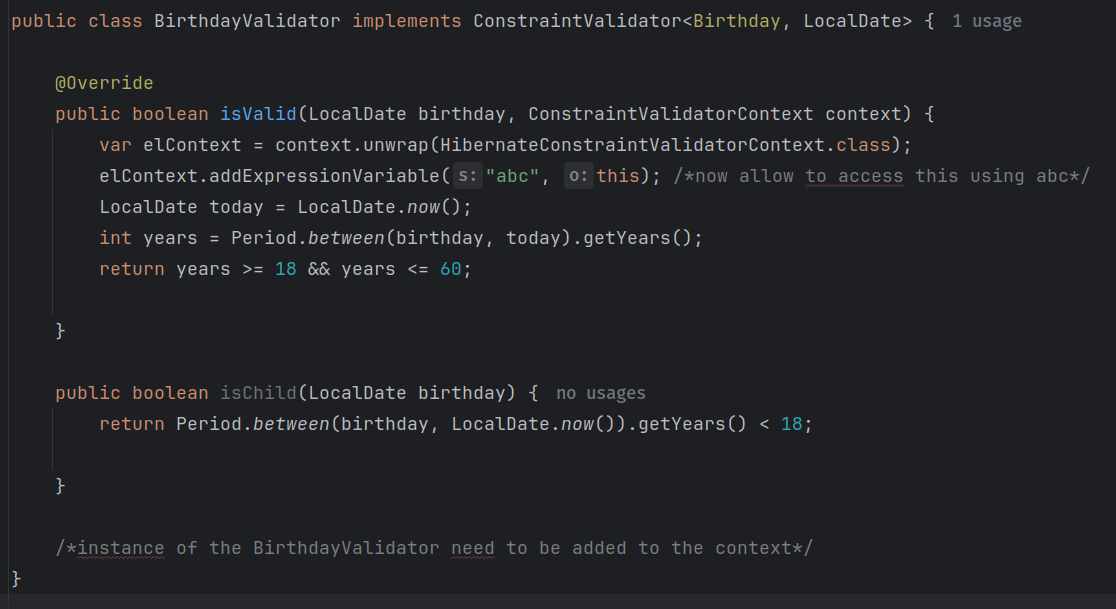 public class BirthdayValidator implements ConstraintValidator<Birthday, LocalDate> { 1 usage
@Override
public boolean isValid(LocalDate birthday, ConstraintValidatorContext context) {
var elContext = context.unwrap(HibernateConstraintValidatorContext.class);
elContext.addExpressionVariable( s: "abc", o: this); /*now allow to access this using abc*/
LocalDate today = LocalDate.now();
int years = Period.between(birthday, today).getYears();
return years >= 18 && years <= 60;
}
public boolean isChild(LocalDate birthday) { no usages
return Period.between(birthday, LocalDate.now()).getYears() < 18;
}
/*instance of the BirthdayValidator need to be added to the context*/
}